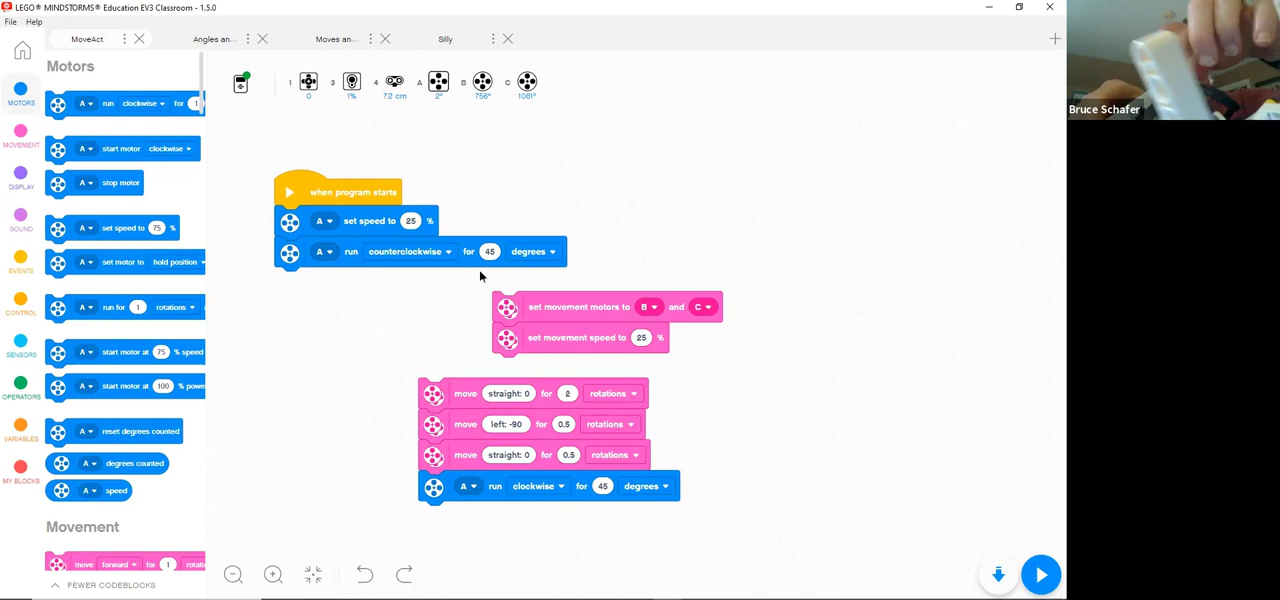 LEGO® MINDSTORMS® Education EV3 Classroom - 1.5.0
File Help
MoveAct Angles an... Moves an... Silly
Bruce Schafer
1 3 4 A B C
0 1% 7.2 cm 2° 756° 1081°
MOTORS
MOVEMENT
DISPLAY
SOUND
EVENTS
CONTROL
SENSORS
OPERATORS
VARIABLES
MY BLOCKS
Motors
A run clockwise for 1
A start motor clockwise
A stop motor
A set speed to 75 %
A set motor to hold position
A run for 1 rotations
A start motor at 75 % speed
A start motor at 100 % power
A reset degrees counted
A degrees counted
A speed
Movement
move forward for 1
FEWER CODEBLOCKS
when program starts
A set speed to 25 %
A run counterclockwise for 45 degrees
set movement motors to B and C
set movement speed to 25 %
move straight: 0 for 2 rotations
move left: -90 for 0.5 rotations
move straight: 0 for 0.5 rotations
A run clockwise for 45 degrees